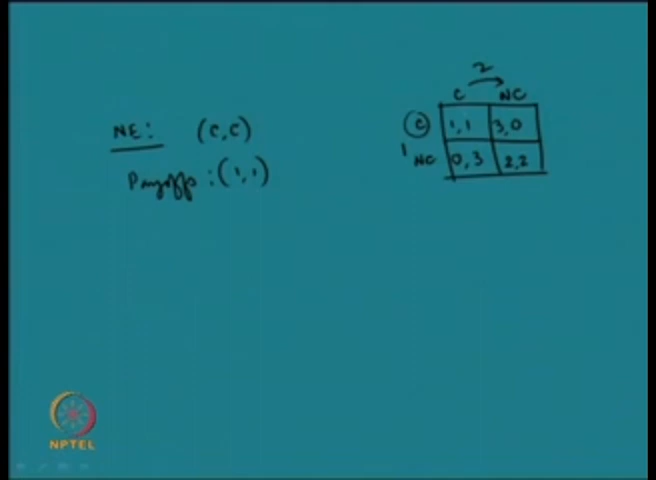 NE: (C,C)
Payoffs: (1,1)
2
C NC
C 1,1 3,0
1 NC 0,3 2,2
NPTEL